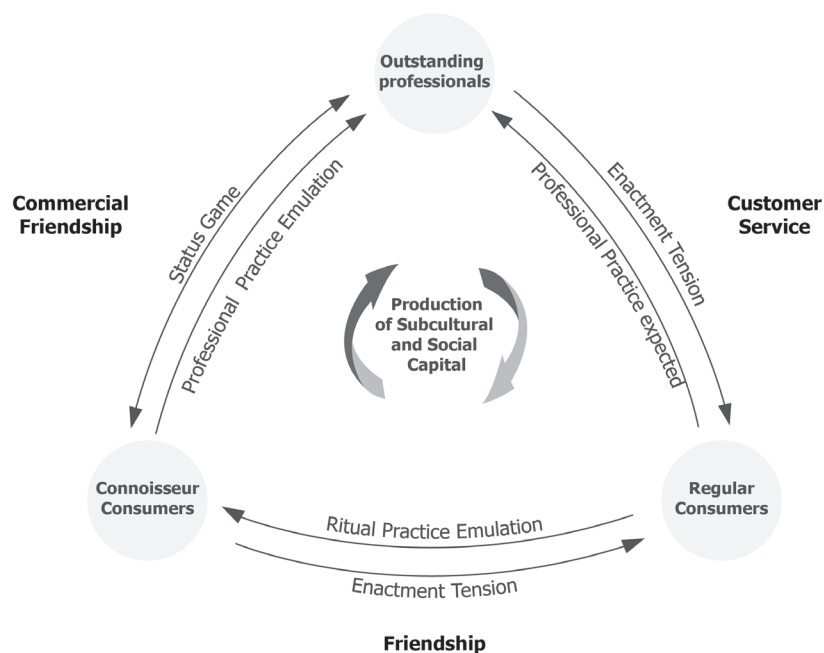 Outstanding
professionals
Commercial
Friendship
Status Game
Professional Practice Emulation
Enactment Tension
Professional Practice expected
Customer
Service
Production
of Subcultural
and Social
Capital
Connoisseur
Consumers
Regular
Consumers
Ritual Practice Emulation
Enactment Tension
Friendship